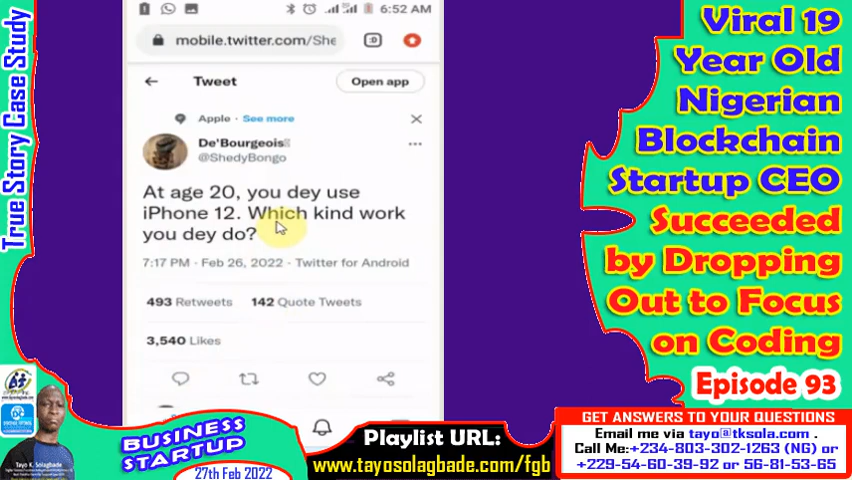 True Story Case Study
6:52 AM
mobile.twitter.com/She
:D
Tweet
Open app
Apple · See more
De'Bourgeois
@ShedyBongo
At age 20, you dey use
iPhone 12. Which kind work
you dey do?
7:17 PM · Feb 26, 2022 · Twitter for Android
493 Retweets 142 Quote Tweets
3,540 Likes
Viral 19
Year Old
Nigerian
Blockchain
Startup CEO
Succeeded
by Dropping
Out to Focus
on Coding
Episode 93
Tayo K. Solagbade
BUSINESS
STARTUP
27th Feb 2022
Playlist URL:
www.tayosolagbade.com/fgb
GET ANSWERS TO YOUR QUESTIONS
Email me via tayo@tksola.com .
Call Me:+234-803-302-1263 (NG) or
+229-54-60-39-92 or 56-81-53-65